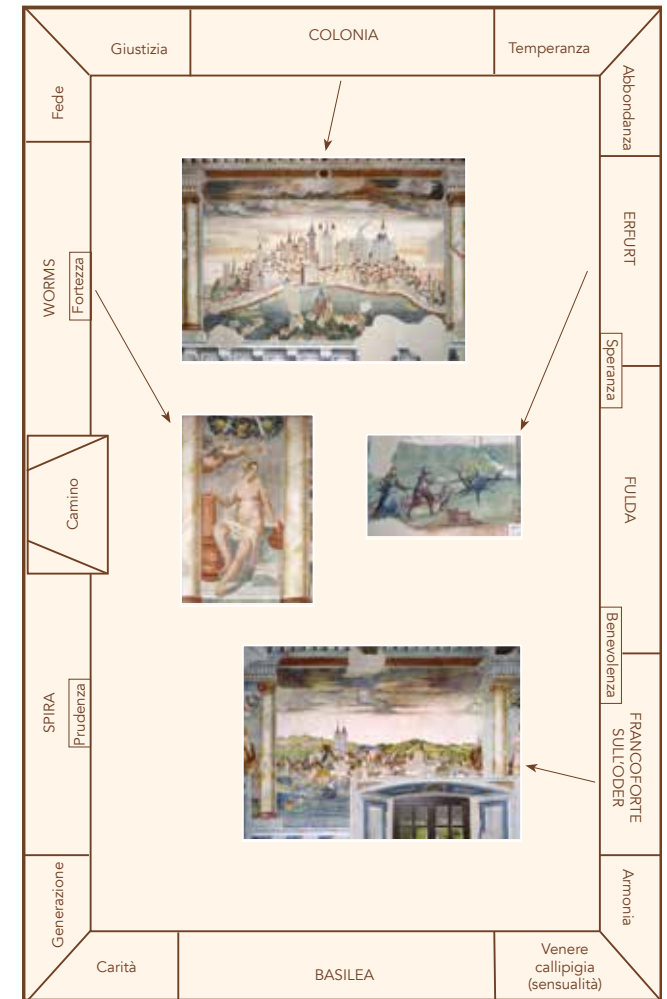 Giustizia
COLONIA
Temperanza
Fede
Abbondanza
WORMS
Fortezza
ERFURT
Speranza
Camino
FULDA
Benevolenza
SPIRA
Prudenza
FRANCOFORTE
SULL'ODER
Generazione
Armonia
Carità
BASILEA
Venere
callipigia
(sensualità)